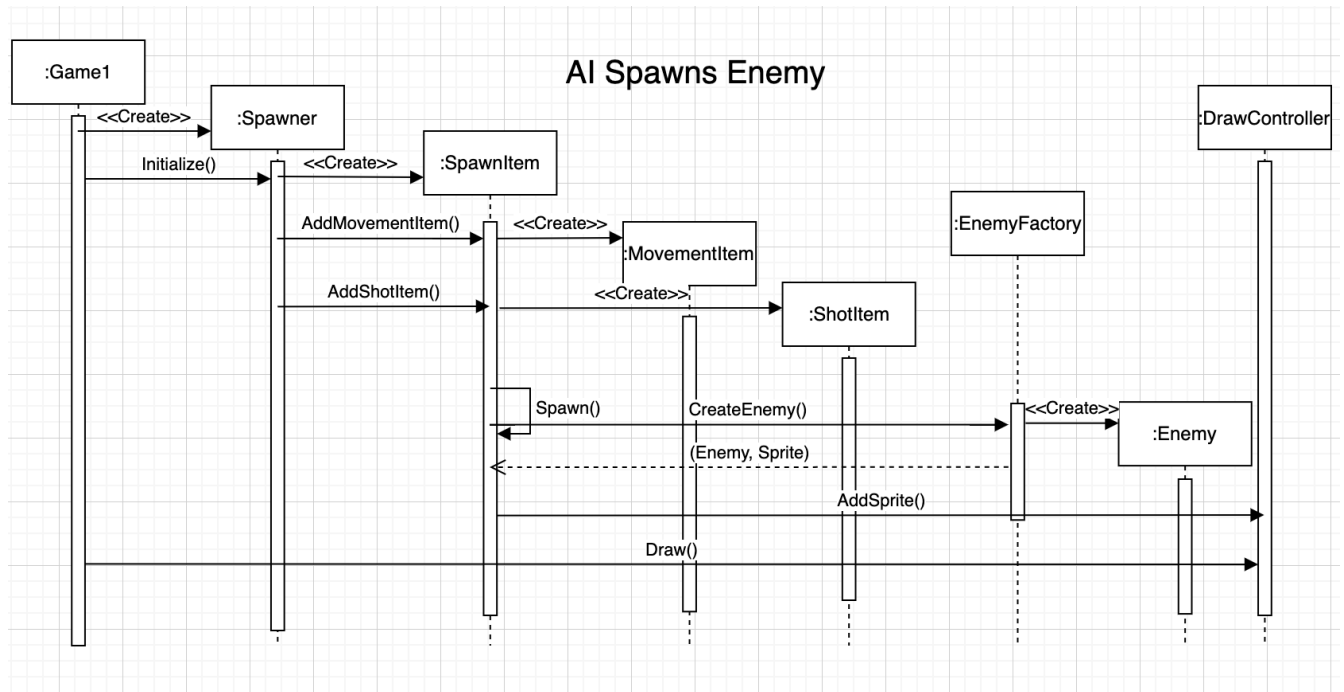 :Game1
AI Spawns Enemy
<<Create>>
:Spawner
:DrawController
Initialize()
<<Create>>
:SpawnItem
AddMovementItem()
<<Create>>
:EnemyFactory
:MovementItem
AddShotItem()
<<Create>>
:ShotItem
Spawn()
CreateEnemy()
<<Create>>
:Enemy
(Enemy, Sprite)
AddSprite()
Draw()